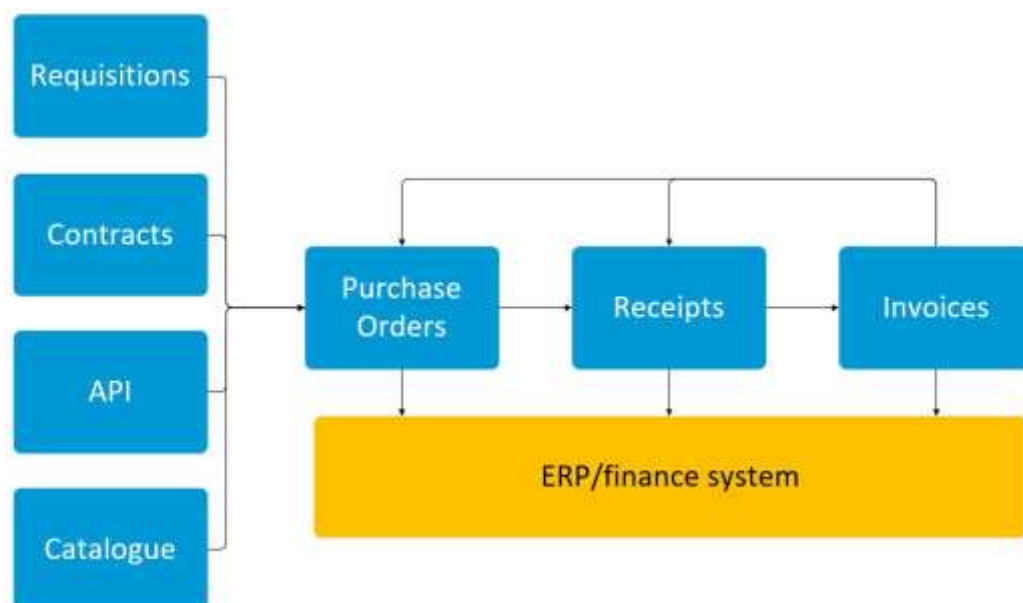 Requisitions
Contracts
API
Catalogue
Purchase
Orders
Receipts
Invoices
ERP/finance system